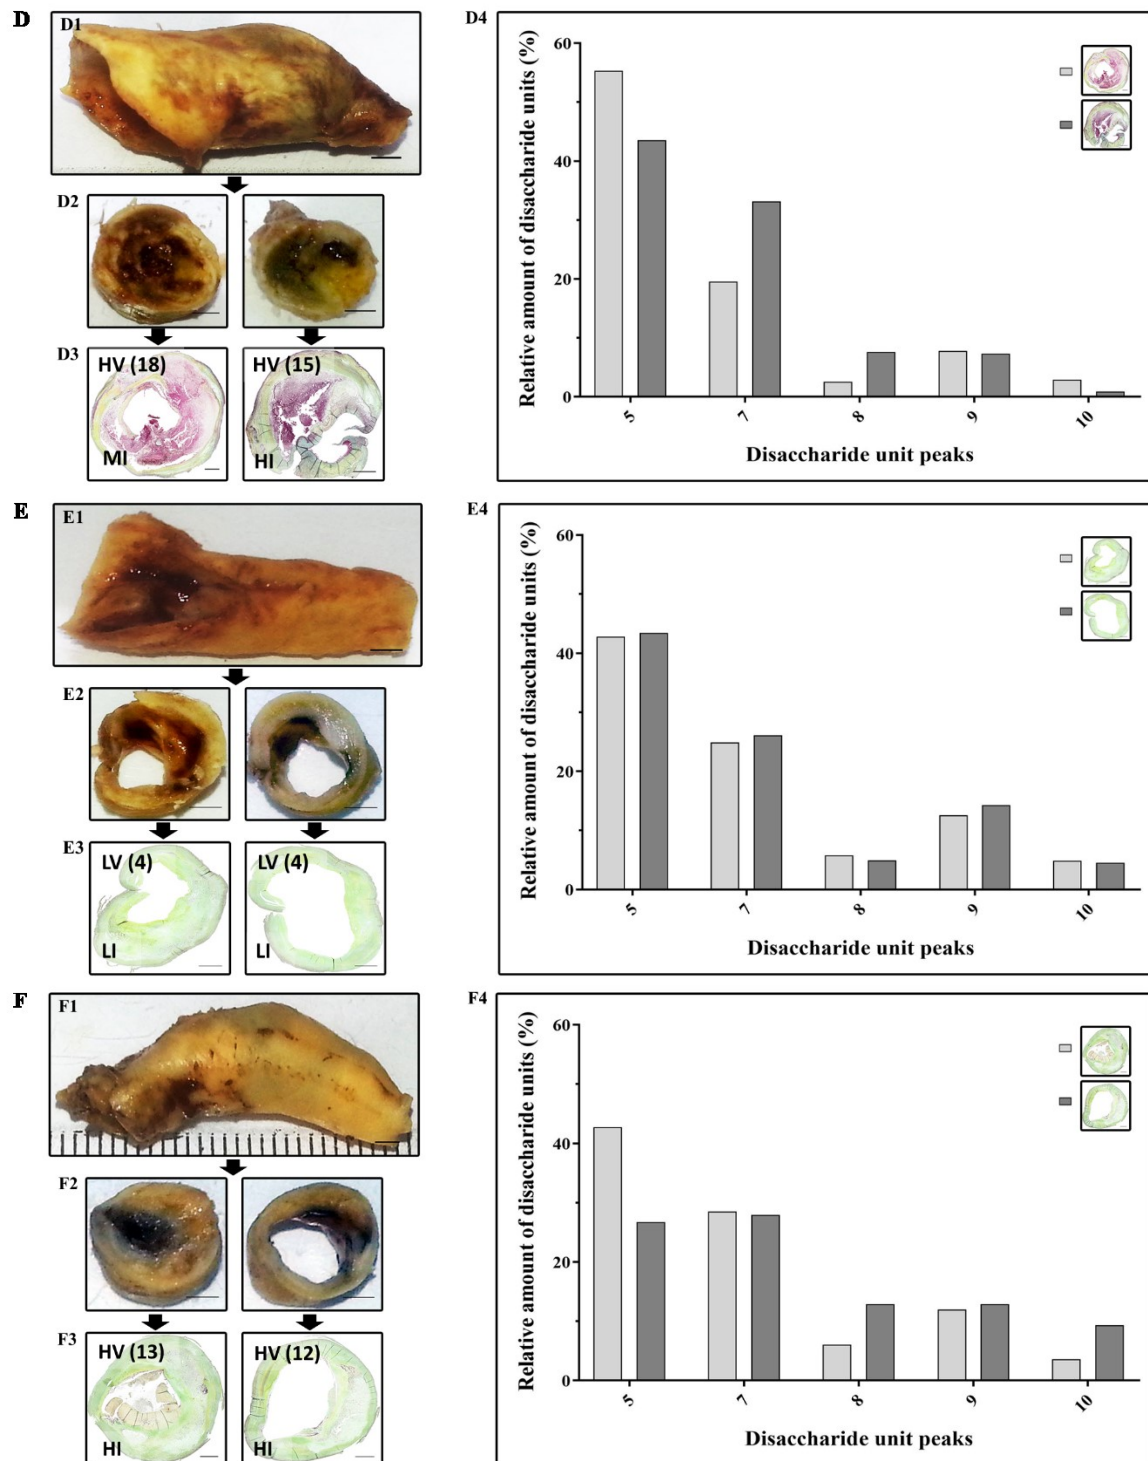 D
D1
D2
D3
HV (18)
MI
HV (15)
HI
D4
Relative amount of disaccharide units (%)
60
40
20
0
5
7
8
9
10
Disaccharide unit peaks
E
E1
E2
E3
LV (4)
LI
LV (4)
LI
E4
Relative amount of disaccharide units (%)
60
40
20
0
5
7
8
9
10
Disaccharide unit peaks
F
F1
F2
F3
HV (13)
HI
HV (12)
HI
F4
Relative amount of disaccharide units (%)
60
40
20
0
5
7
8
9
10
Disaccharide unit peaks